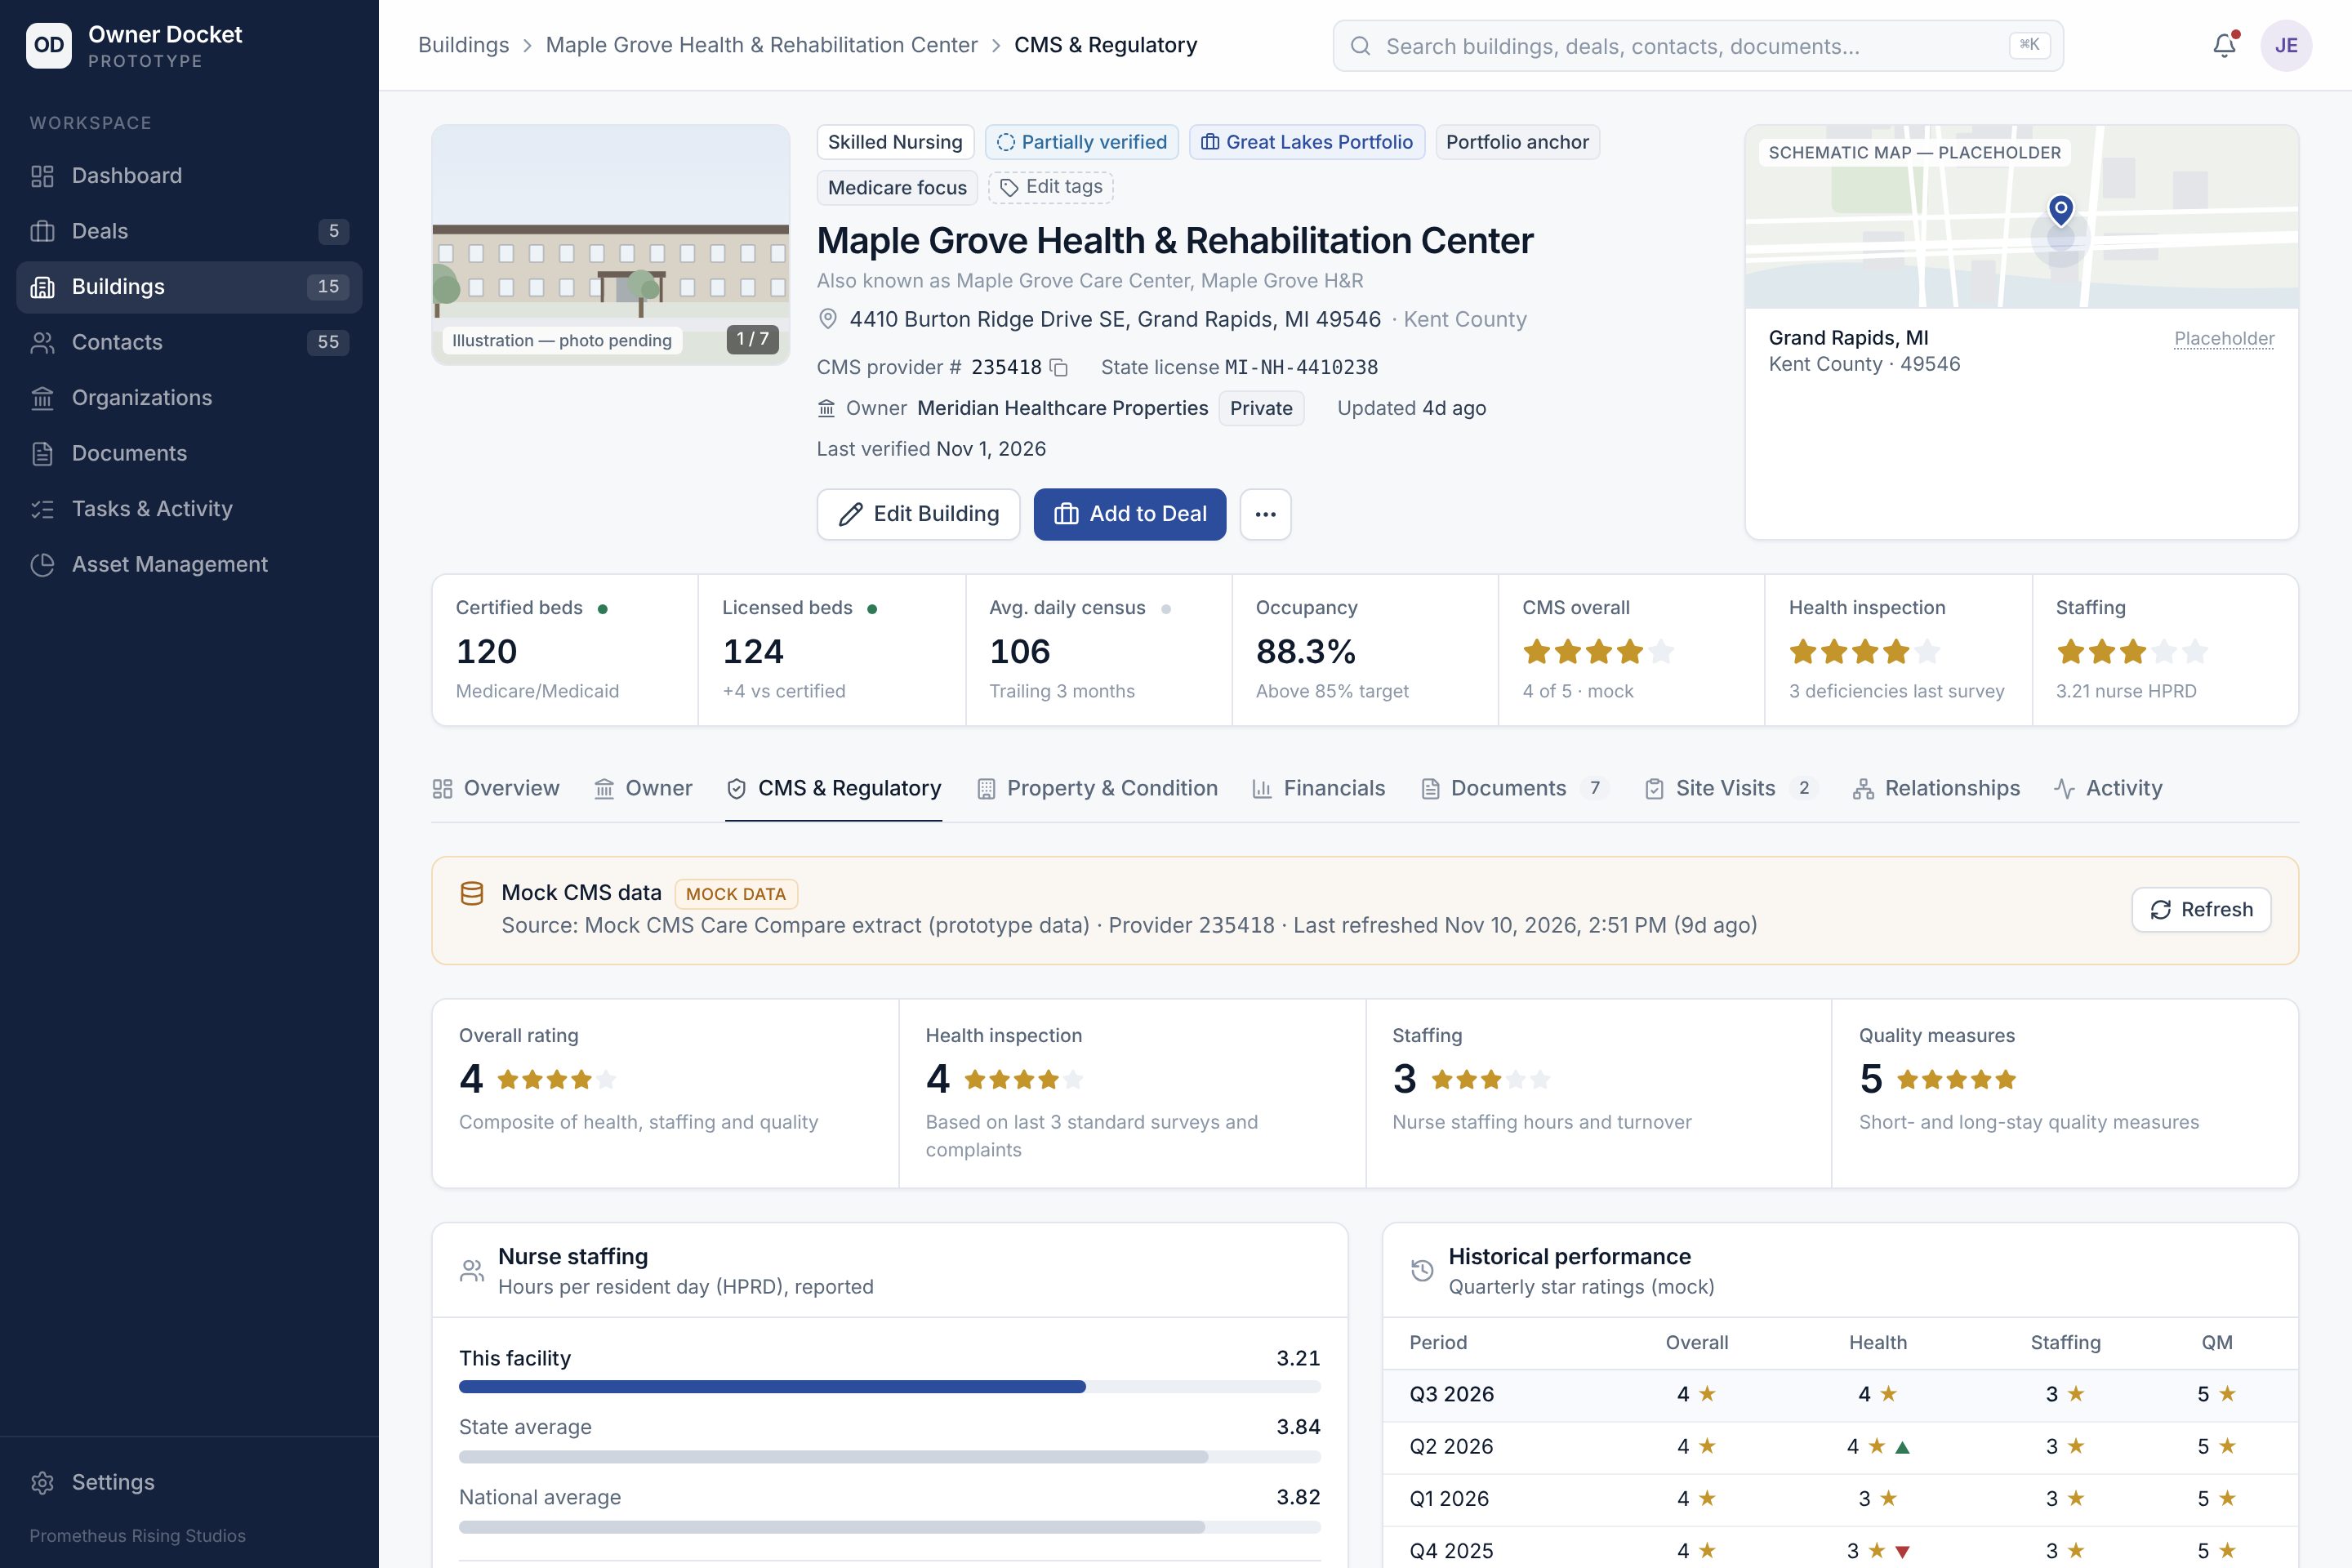 OD
Owner Docket
PROTOTYPE
WORKSPACE
Dashboard
Deals 5
Buildings 15
Contacts 55
Organizations
Documents
Tasks & Activity
Asset Management
Settings
Prometheus Rising Studios
Buildings > Maple Grove Health & Rehabilitation Center > CMS & Regulatory
Search buildings, deals, contacts, documents... ⌘K
JE
Illustration — photo pending 1 / 7
Skilled Nursing Partially verified Great Lakes Portfolio Portfolio anchor
Medicare focus Edit tags
Maple Grove Health & Rehabilitation Center
Also known as Maple Grove Care Center, Maple Grove H&R
4410 Burton Ridge Drive SE, Grand Rapids, MI 49546 · Kent County
CMS provider # 235418 State license MI-NH-4410238
Owner Meridian Healthcare Properties Private Updated 4d ago
Last verified Nov 1, 2026
Edit Building Add to Deal
SCHEMATIC MAP — PLACEHOLDER
Grand Rapids, MI Placeholder
Kent County · 49546
Certified beds
120
Medicare/Medicaid
Licensed beds
124
+4 vs certified
Avg. daily census
106
Trailing 3 months
Occupancy
88.3%
Above 85% target
CMS overall
4 of 5 · mock
Health inspection
3 deficiencies last survey
Staffing
3.21 nurse HPRD
Overview Owner CMS & Regulatory Property & Condition Financials Documents 7 Site Visits 2 Relationships Activity
Mock CMS data MOCK DATA
Source: Mock CMS Care Compare extract (prototype data) · Provider 235418 · Last refreshed Nov 10, 2026, 2:51 PM (9d ago)
Refresh
Overall rating
4
Composite of health, staffing and quality
Health inspection
4
Based on last 3 standard surveys and
complaints
Staffing
3
Nurse staffing hours and turnover
Quality measures
5
Short- and long-stay quality measures
Nurse staffing
Hours per resident day (HPRD), reported
This facility 3.21
State average 3.84
National average 3.82
Historical performance
Quarterly star ratings (mock)
Period Overall Health Staffing QM
Q3 2026 4 ★ 4 ★ 3 ★ 5 ★
Q2 2026 4 ★ 4 ★ ▲ 3 ★ 5 ★
Q1 2026 4 ★ 3 ★ 3 ★ 5 ★
Q4 2025 4 ★ 3 ★ ▼ 3 ★ 5 ★